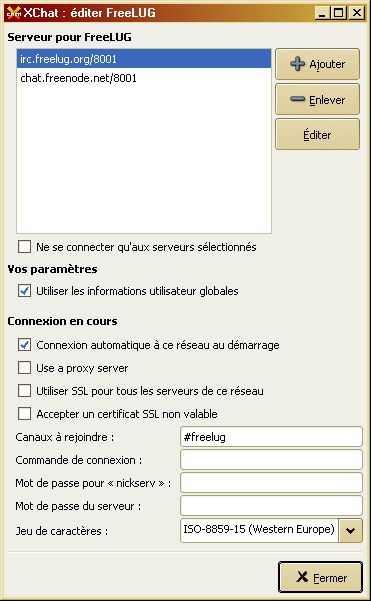 XChat : éditer FreeLUG
Serveur pour FreeLUG
irc.freelug.org/8001
chat.freenode.net/8001
Ajouter
Enlever
Éditer
Ne se connecter qu'aux serveurs sélectionnés
Vos paramètres
Utiliser les informations utilisateur globales
Connexion en cours
Connexion automatique à ce réseau au démarrage
Use a proxy server
Utiliser SSL pour tous les serveurs de ce réseau
Accepter un certificat SSL non valable
Canaux à rejoindre : #freelug
Commande de connexion :
Mot de passe pour « nickserv » :
Mot de passe du serveur :
Jeu de caractères : ISO-8859-15 (Western Europe)
Fermer